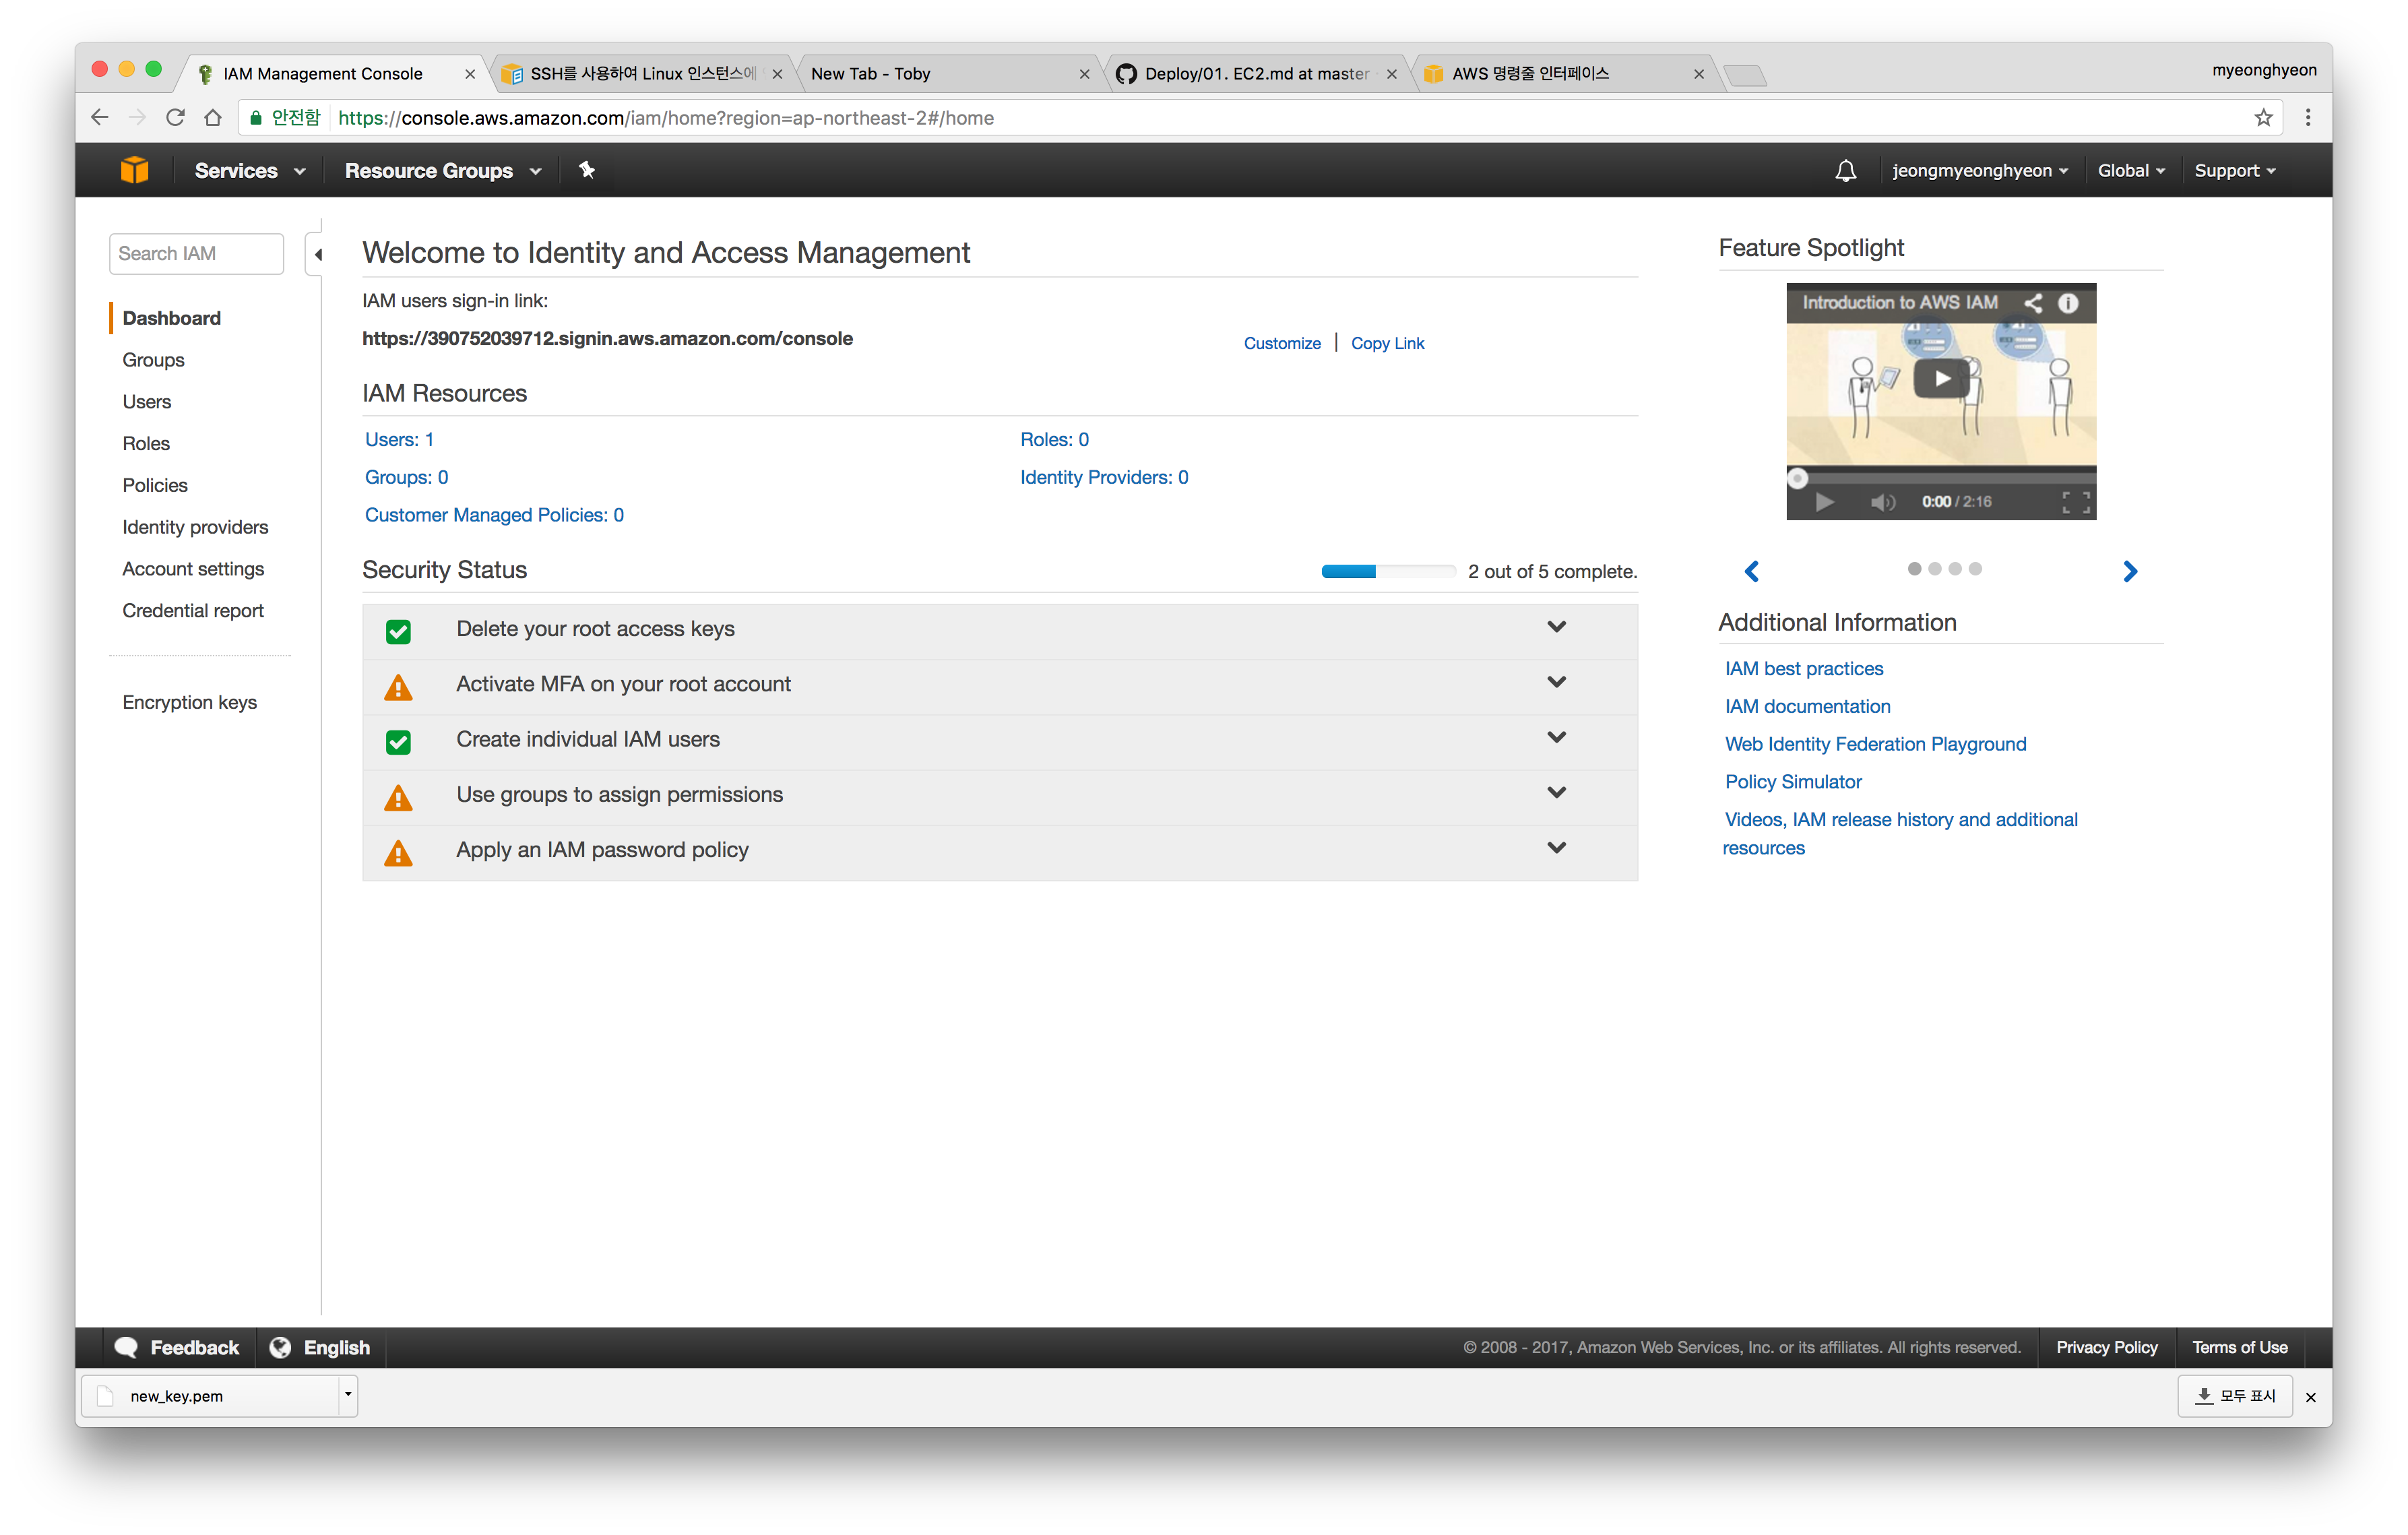 IAM Management Console
SSH를 사용하여 Linux 인스턴스에
New Tab - Toby
Deploy/01. EC2.md at master
AWS 명령줄 인터페이스
myeonghyeon
안전함 https://console.aws.amazon.com/iam/home?region=ap-northeast-2#/home
Services Resource Groups jeongmyeonghyeon Global Support
Search IAM
Dashboard
Groups
Users
Roles
Policies
Identity providers
Account settings
Credential report
Encryption keys
Welcome to Identity and Access Management
IAM users sign-in link:
https://390752039712.signin.aws.amazon.com/console
Customize | Copy Link
IAM Resources
Users: 1
Roles: 0
Groups: 0
Identity Providers: 0
Customer Managed Policies: 0
Security Status
2 out of 5 complete.
Delete your root access keys
Activate MFA on your root account
Create individual IAM users
Use groups to assign permissions
Apply an IAM password policy
Feature Spotlight
Introduction to AWS IAM
0:00 / 2:16
Additional Information
IAM best practices
IAM documentation
Web Identity Federation Playground
Policy Simulator
Videos, IAM release history and additional
resources
Feedback English
© 2008 - 2017, Amazon Web Services, Inc. or its affiliates. All rights reserved. Privacy Policy Terms of Use
new_key.pem
모두 표시